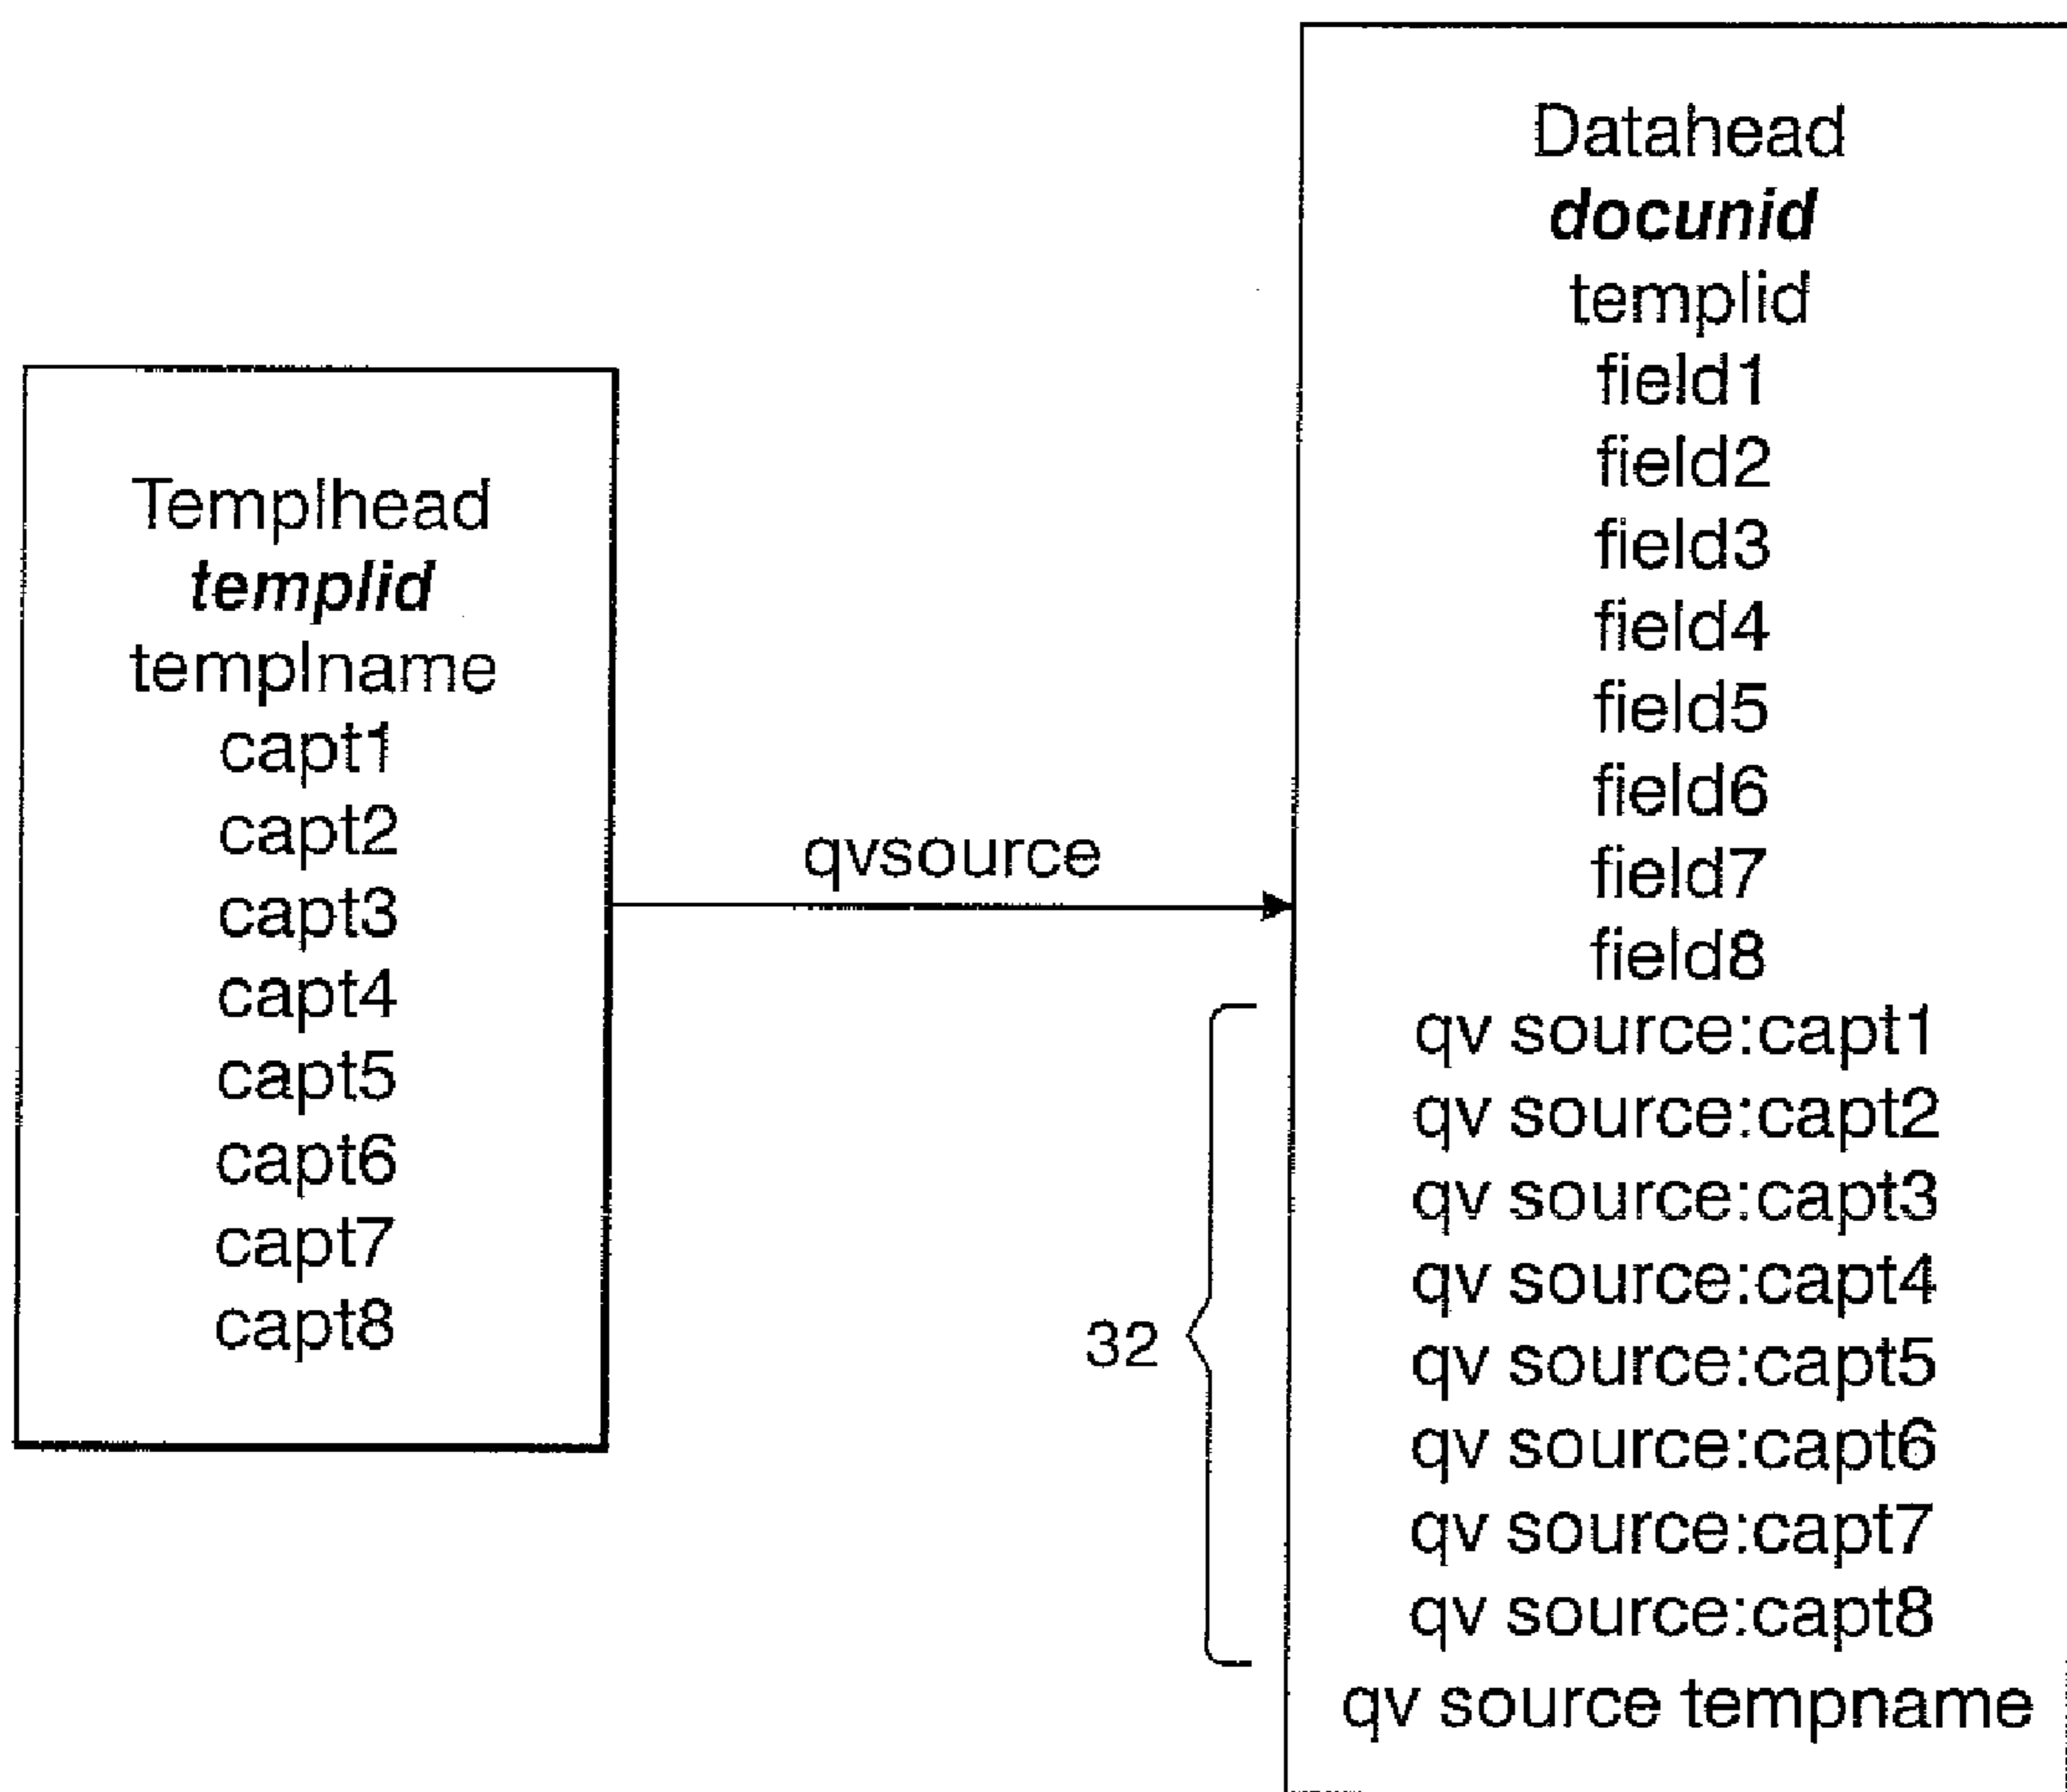 Templhead
templid
templname
capt1
capt2
capt3
capt4
capt5
capt6
capt7
capt8
qvsource
Datahead
docunid
templid
field1
field2
field3
field4
field5
field6
field7
field8
32
qv source:capt1
qv source:capt2
qv source:capt3
qv source:capt4
qv source:capt5
qv source:capt6
qv source:capt7
qv source:capt8
qv source tempname